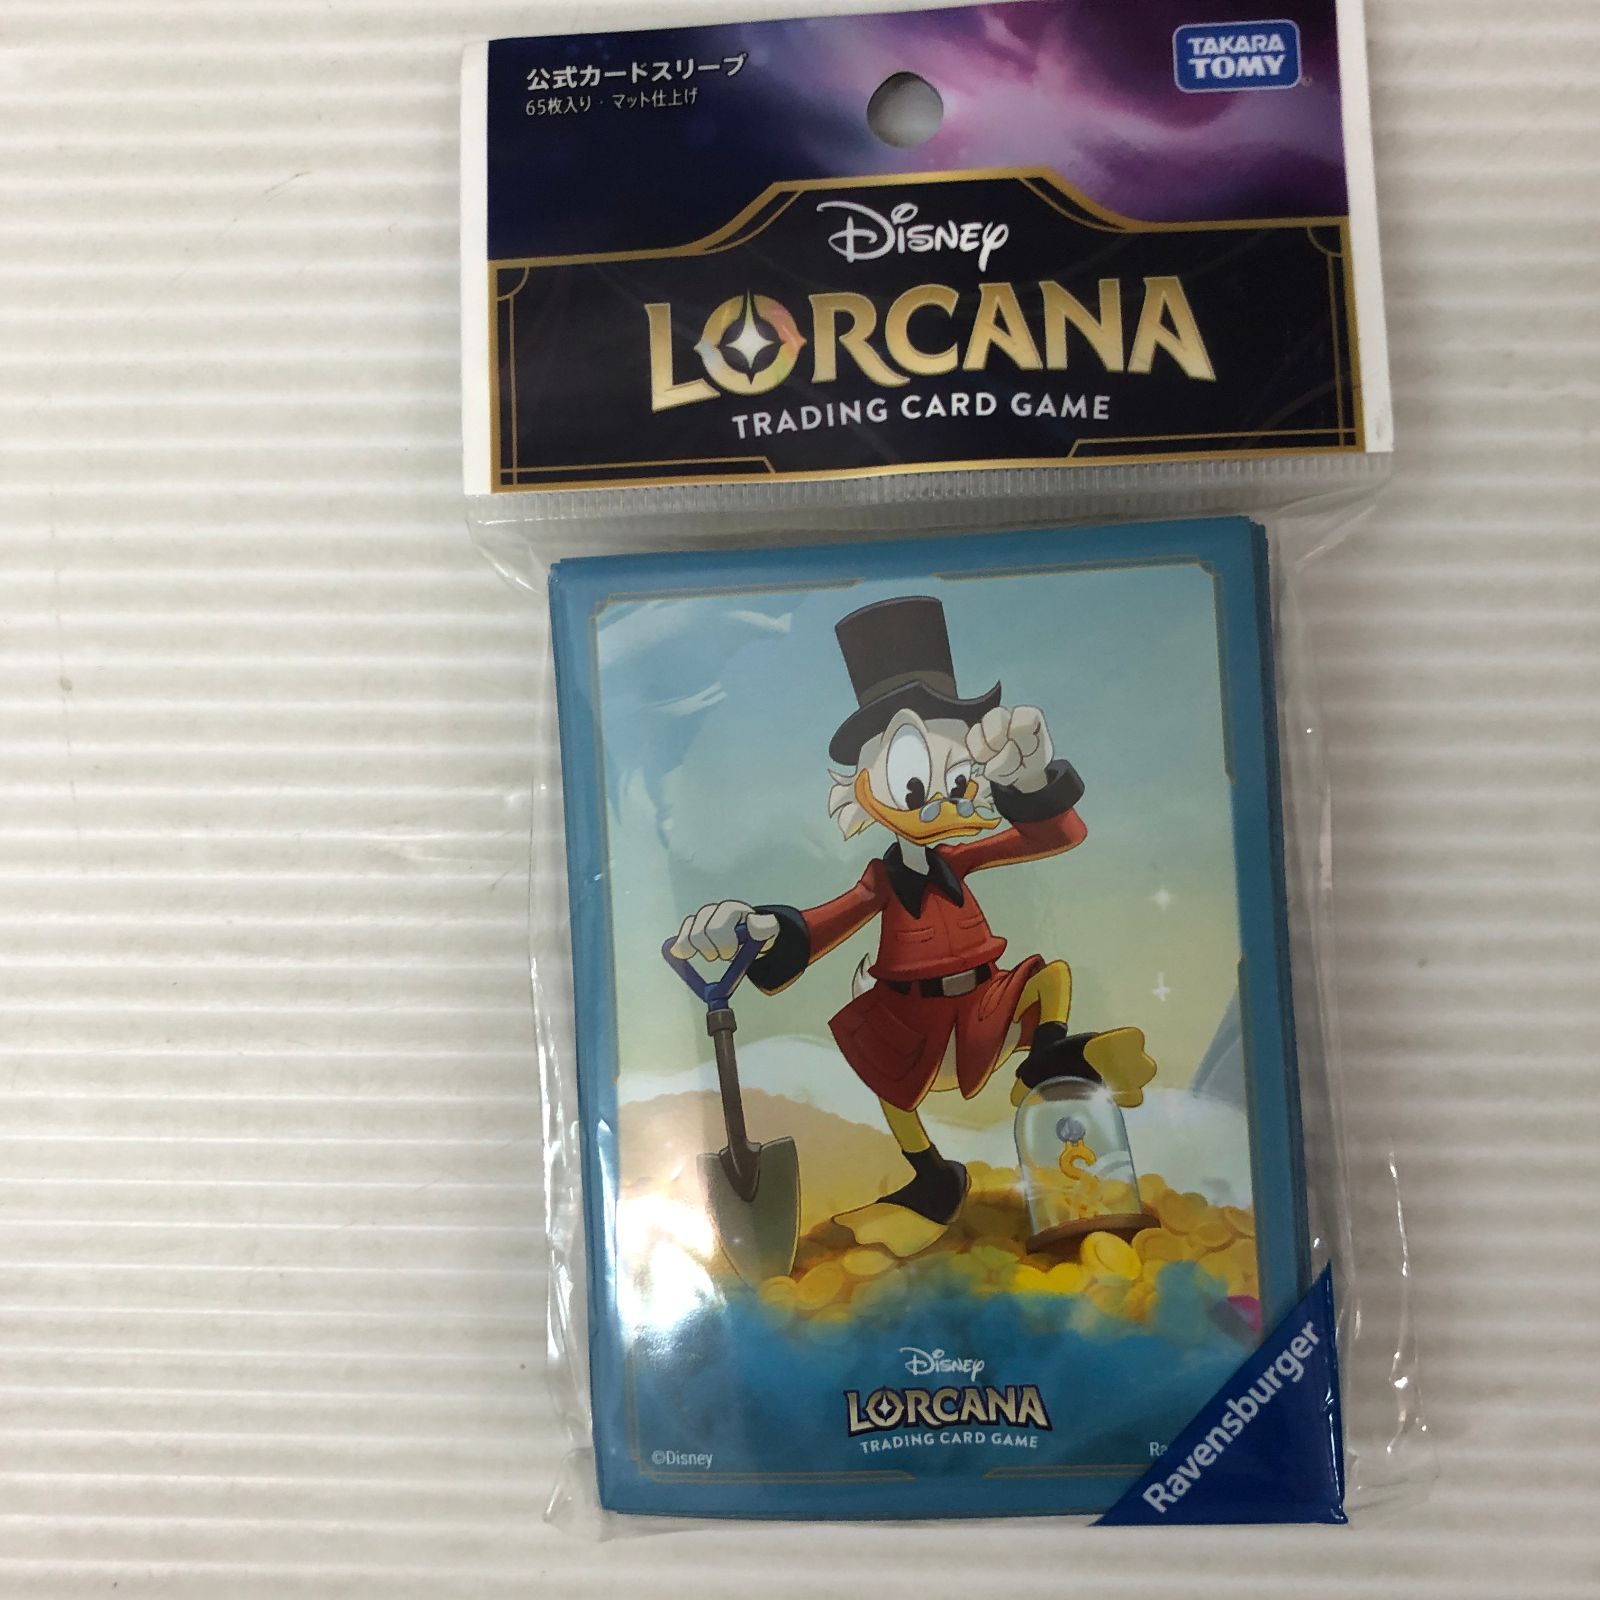 公式カードスリーブ
65枚入り・マット仕上げ
TAKARA
TOMY
Disney
LORCANA
TRADING CARD GAME
Disney
LORCANA
TRADING CARD GAME
©Disney
Ravensburger